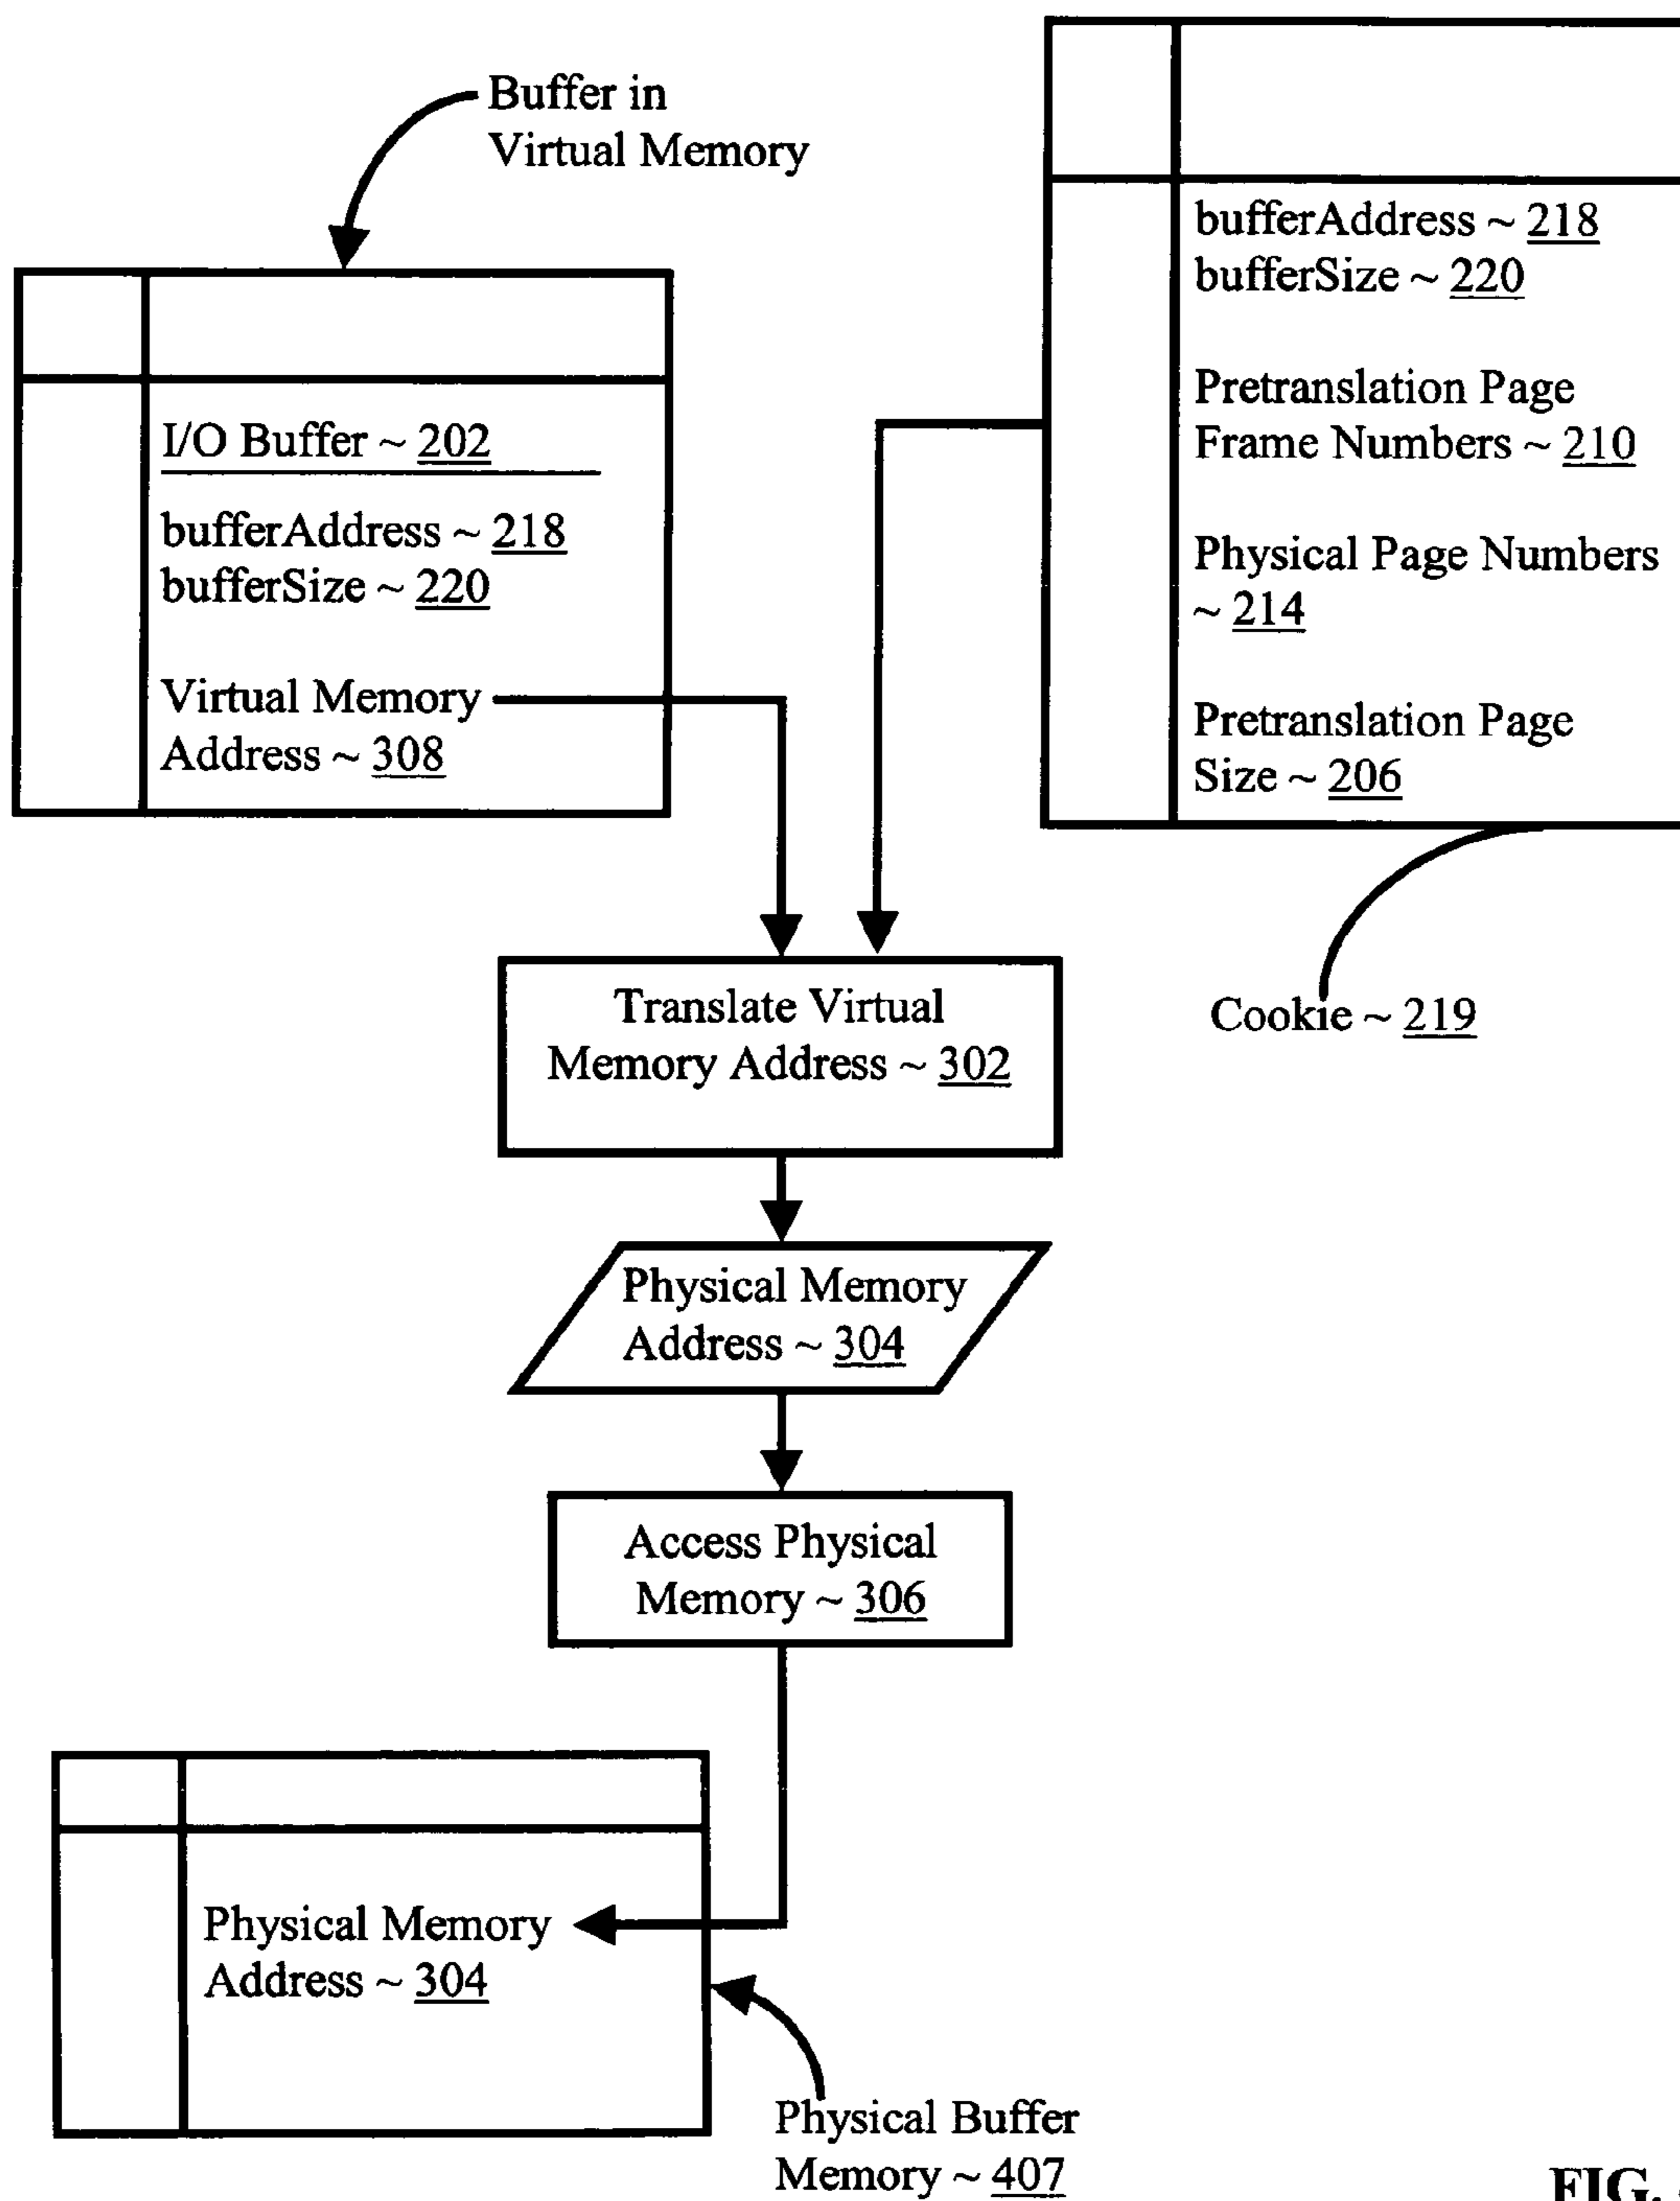 Buffer in
Virtual Memory
I/O Buffer ~ 202
bufferAddress ~ 218
bufferSize ~ 220
Virtual Memory
Address ~ 308
bufferAddress ~ 218
bufferSize ~ 220
Pretranslation Page
Frame Numbers ~ 210
Physical Page Numbers
~ 214
Pretranslation Page
Size ~ 206
Cookie ~ 219
Translate Virtual
Memory Address ~ 302
Physical Memory
Address ~ 304
Access Physical
Memory ~ 306
Physical Memory
Address ~ 304
Physical Buffer
Memory ~ 407
FIG.